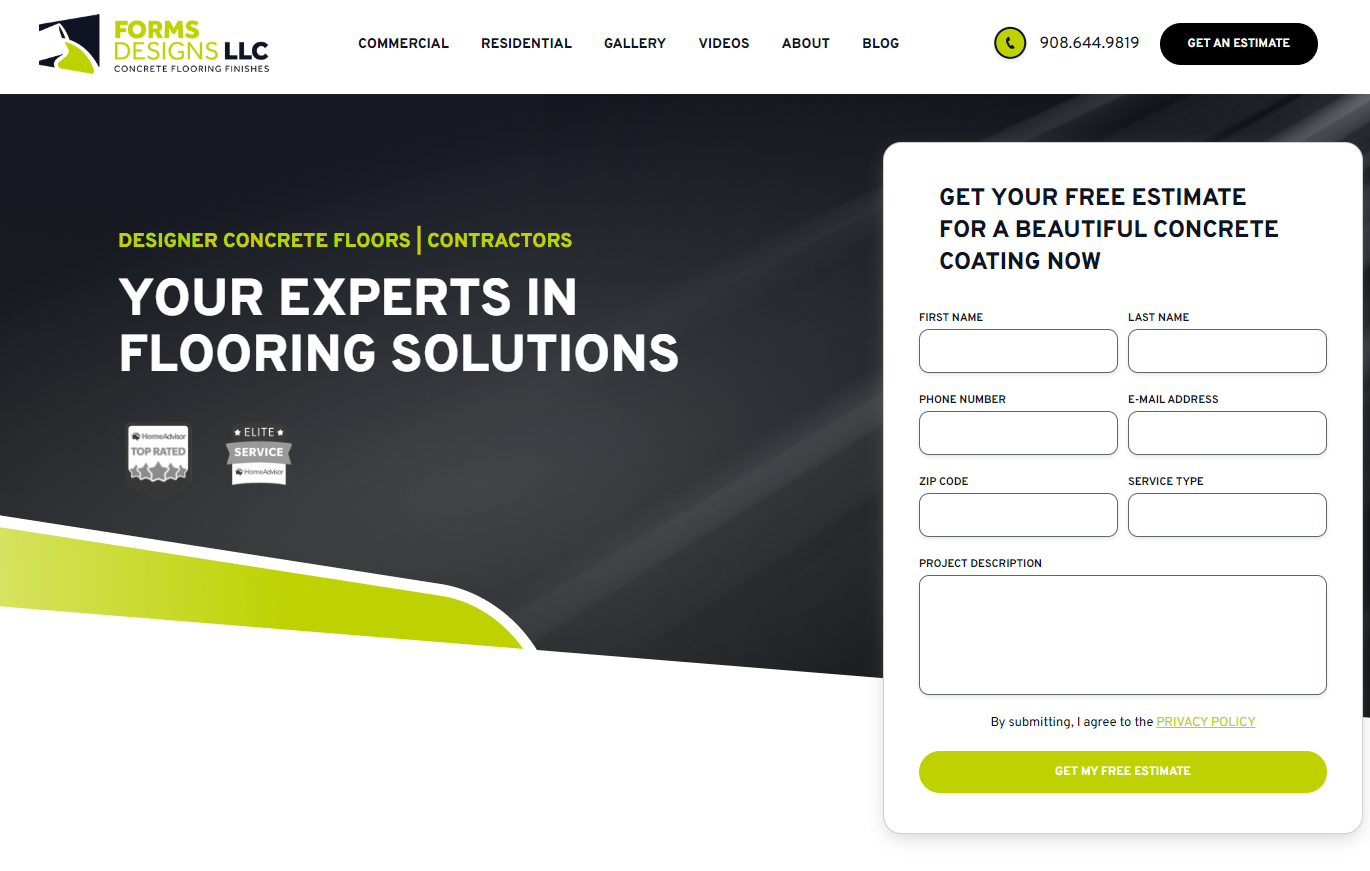 FORMS
DESIGNS LLC
CONCRETE FLOORING FINISHES
COMMERCIAL
RESIDENTIAL
GALLERY
VIDEOS
ABOUT
BLOG
908.644.9819
GET AN ESTIMATE
DESIGNER CONCRETE FLOORS | CONTRACTORS
YOUR EXPERTS IN
FLOORING SOLUTIONS
HomeAdvisor
TOP RATED
ELITE
SERVICE
HomeAdvisor
GET YOUR FREE ESTIMATE
FOR A BEAUTIFUL CONCRETE
COATING NOW
FIRST NAME
LAST NAME
PHONE NUMBER
E-MAIL ADDRESS
ZIP CODE
SERVICE TYPE
PROJECT DESCRIPTION
By submitting, I agree to the PRIVACY POLICY
GET MY FREE ESTIMATE